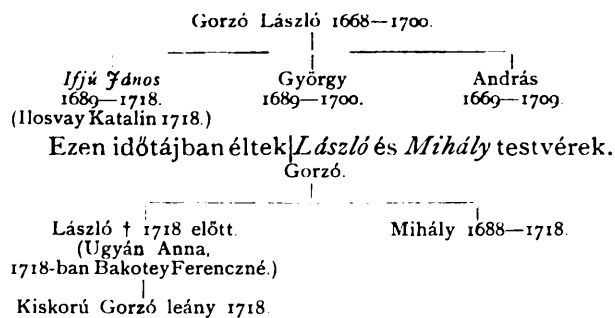 Gorzó László 1668—1700.
Ifjú János György András
1689—1718. 1689—1700. 1669—1709
(Ilosvay Katalin 1718.)
Ezen időtájban éltek László és Mihály testvérek.
Gorzó.
László † 1718 előtt. Mihály 1688—1718.
(Ugyán Anna,
1718-ban Bakotey Ferenczné.)
Kiskorú Gorzó leány 1718